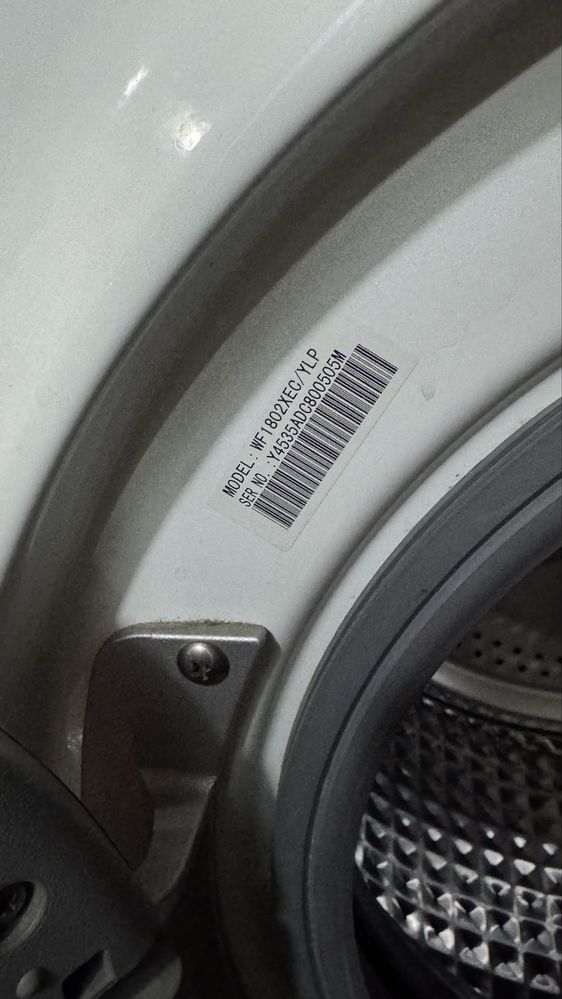 MODEL: WF1802XEC/YLP
SER NO.:Y4535ADC800505M